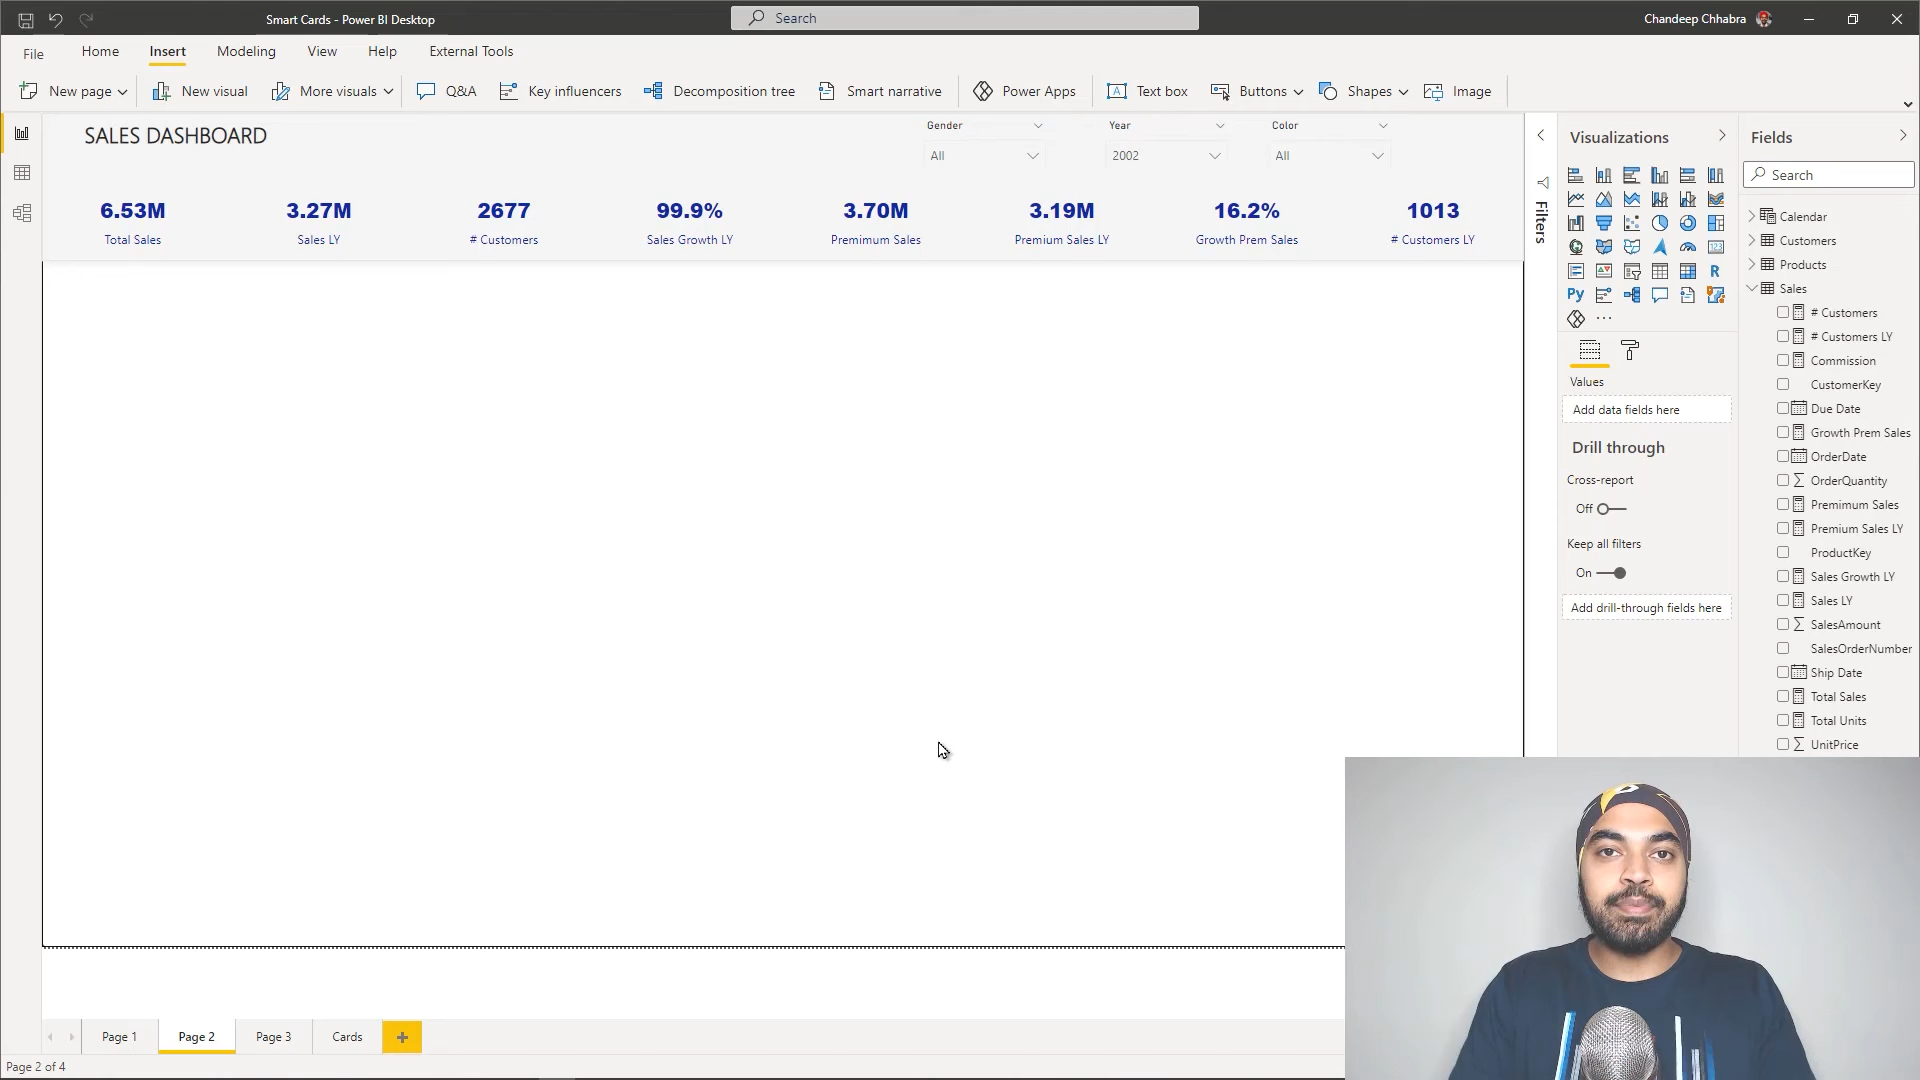 Smart Cards - Power BI Desktop
Search
Chandeep Chhabra
File
Home
Insert
Modeling
View
Help
External Tools
New page
New visual
More visuals
Q&A
Key influencers
Decomposition tree
Smart narrative
Power Apps
Text box
Buttons
Shapes
Image
SALES DASHBOARD
Gender
All
Year
2002
Color
All
6.53M
Total Sales
3.27M
Sales LY
2677
# Customers
99.9%
Sales Growth LY
3.70M
Premimum Sales
3.19M
Premium Sales LY
16.2%
Growth Prem Sales
1013
# Customers LY
Filters
Visualizations
123
R
Py
Values
Add data fields here
Drill through
Cross-report
Off
Keep all filters
On
Add drill-through fields here
Fields
Search
Calendar
Customers
Products
Sales
# Customers
# Customers LY
Commission
CustomerKey
Due Date
Growth Prem Sales
OrderDate
OrderQuantity
Premimum Sales
Premium Sales LY
ProductKey
Sales Growth LY
Sales LY
SalesAmount
SalesOrderNumber
Ship Date
Total Sales
Total Units
UnitPrice
Page 1
Page 2
Page 3
Cards
Page 2 of 4